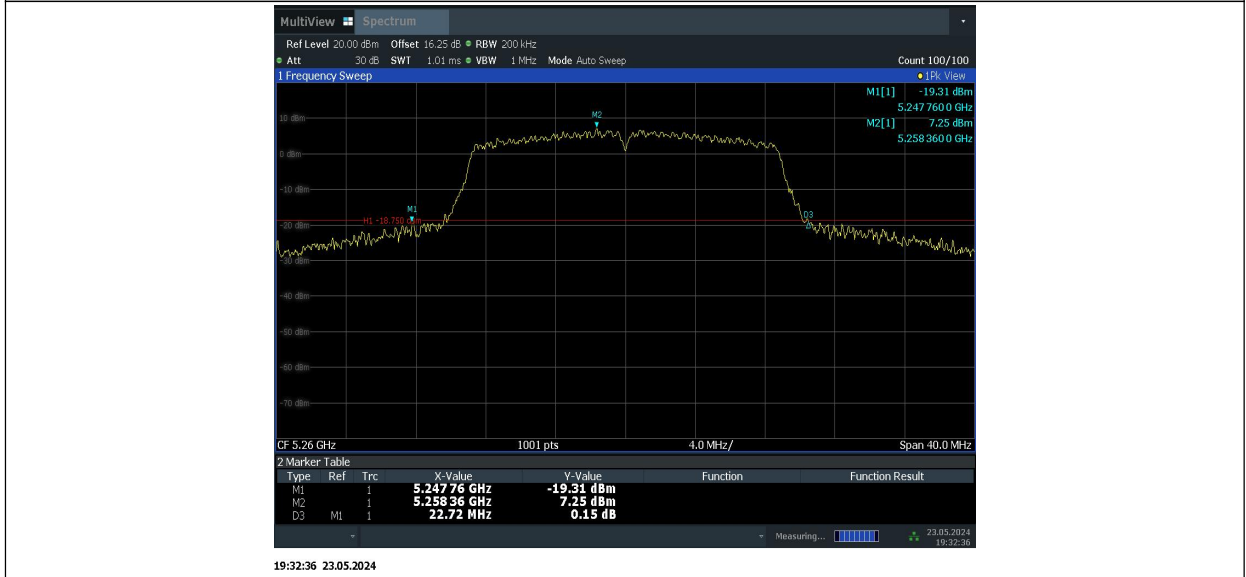 MultiView Spectrum
Ref Level 20.00 dBm Offset 16.25 dB RBW 200 kHz
Att 30 dB SWT 1.01 ms VBW 1 MHz Mode Auto Sweep Count 100/100
1 Frequency Sweep 1Pk View
M1[1] -19.31 dBm
5.247 760 0 GHz
M2[1] 7.25 dBm
5.258 360 0 GHz
M2
10 dBm
0 dBm
-10 dBm
M1
D3
H1 -18.750 dBm
-20 dBm
-30 dBm
-40 dBm
-50 dBm
-60 dBm
-70 dBm
CF 5.26 GHz 1001 pts 4.0 MHz/ Span 40.0 MHz
2 Marker Table
Type Ref Trc X-Value Y-Value Function Function Result
M1 1 5.247 76 GHz -19.31 dBm
M2 1 5.258 36 GHz 7.25 dBm
D3 M1 1 22.72 MHz 0.15 dB
Measuring... 23.05.2024
19:32:36
19:32:36 23.05.2024